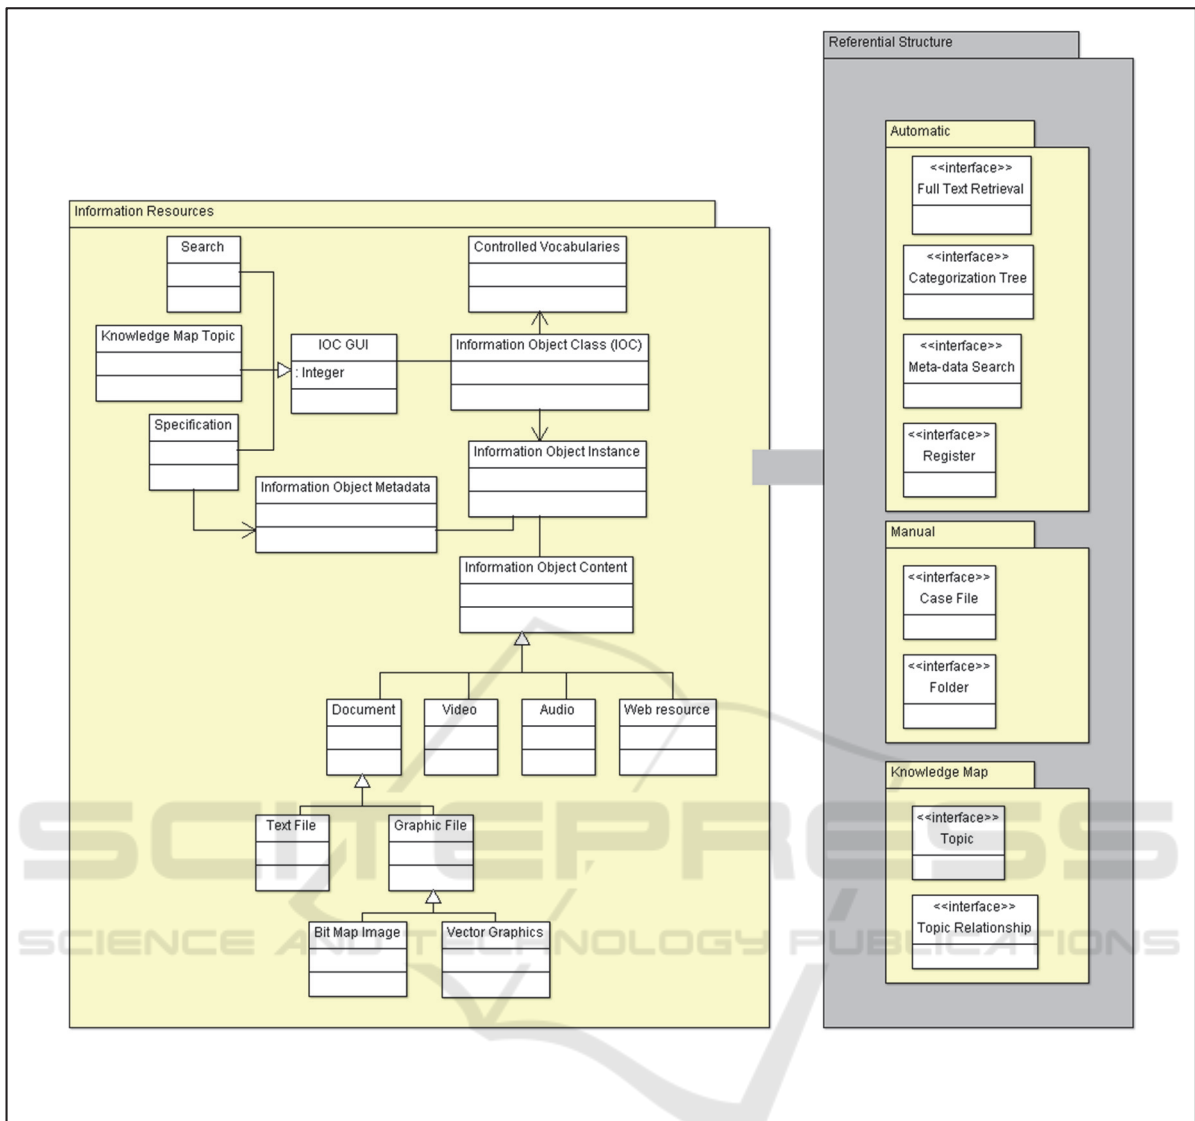 Referential Structure
Automatic
<<interface>>
Full Text Retrieval
<<interface>>
Categorization Tree
<<interface>>
Meta-data Search
<<interface>>
Register
Manual
<<interface>>
Case File
<<interface>>
Folder
Knowledge Map
<<interface>>
Topic
<<interface>>
Topic Relationship
Information Resources
Search
Controlled Vocabularies
Knowledge Map Topic
IOC GUI
: Integer
Information Object Class (IOC)
Specification
Information Object Instance
Information Object Metadata
Information Object Content
Document
Video
Audio
Web resource
Text File
Graphic File
Bit Map Image
Vector Graphics
SCITEPRESS
SCIENCE AND TECHNOLOGY PUBLICATIONS